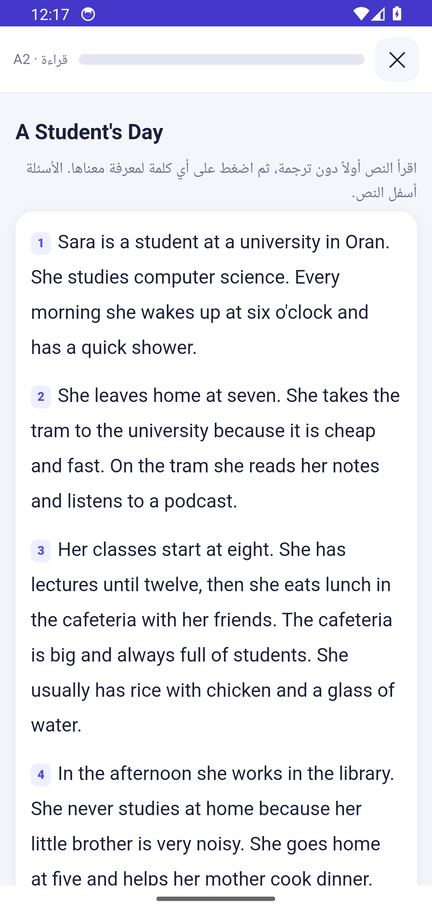 12:17
A2 · قراءة
A Student's Day
اقرأ النص أولاً دون ترجمة، ثم اضغط على أي كلمة لمعرفة معناها. الأسئلة
أسفل النص.
1 Sara is a student at a university in Oran.
She studies computer science. Every
morning she wakes up at six o'clock and
has a quick shower.
2 She leaves home at seven. She takes the
tram to the university because it is cheap
and fast. On the tram she reads her notes
and listens to a podcast.
3 Her classes start at eight. She has
lectures until twelve, then she eats lunch in
the cafeteria with her friends. The cafeteria
is big and always full of students. She
usually has rice with chicken and a glass of
water.
4 In the afternoon she works in the library.
She never studies at home because her
little brother is very noisy. She goes home
at five and helps her mother cook dinner.